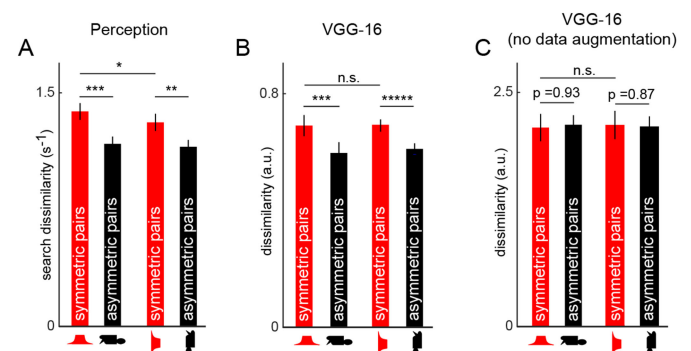 A
Perception
search dissimilarity (s⁻¹)
1.5
0
*
***
**
symmetric pairs
asymmetric pairs
symmetric pairs
asymmetric pairs
B
VGG-16
dissimilarity (a.u.)
0.8
0
n.s.
***
*****
symmetric pairs
asymmetric pairs
symmetric pairs
asymmetric pairs
C
VGG-16
(no data augmentation)
dissimilarity (a.u.)
2.5
0
n.s.
p =0.93
p =0.87
symmetric pairs
asymmetric pairs
symmetric pairs
asymmetric pairs